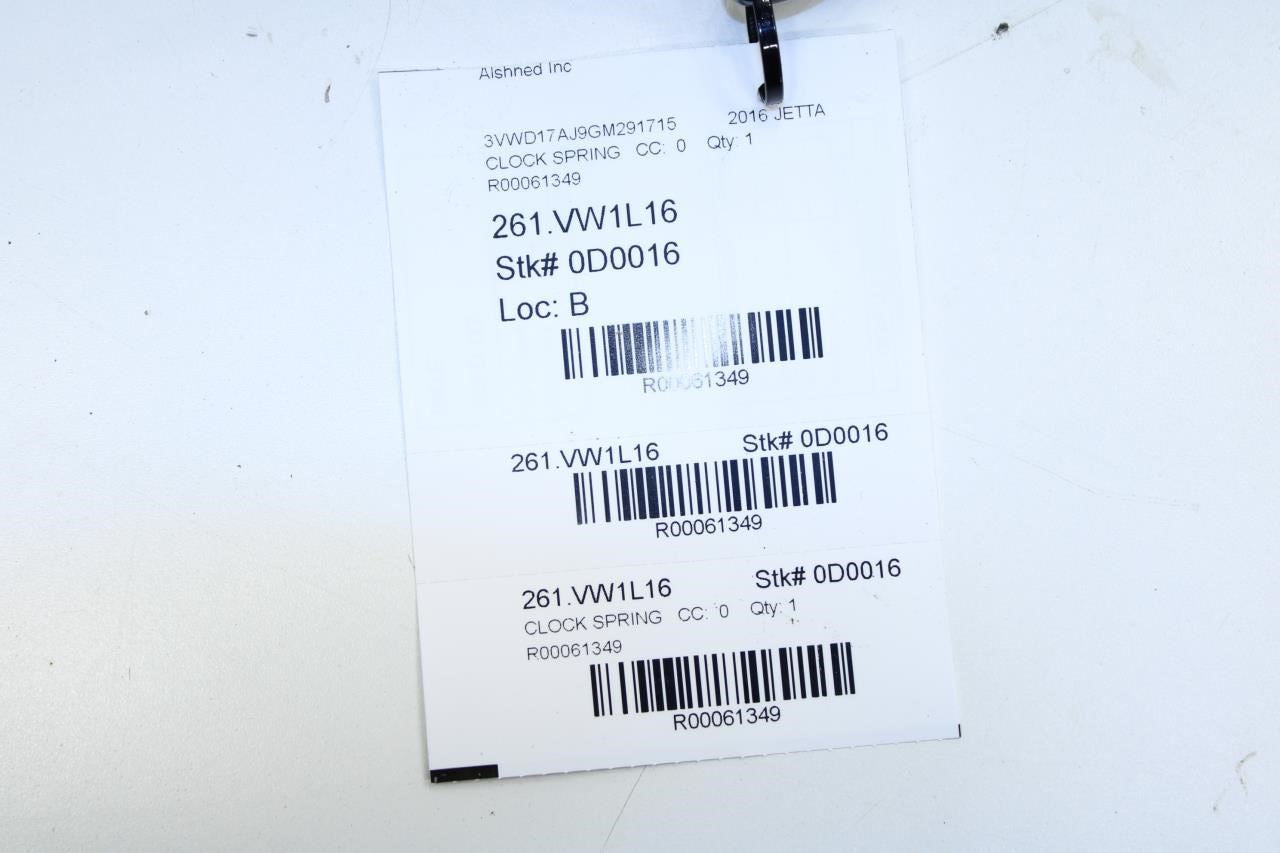 Alshned Inc
3VWD17AJ9GM291715 2016 JETTA
CLOCK SPRING CC: 0 Qty: 1
R00061349
261.VW1L16
Stk# 0D0016
Loc: B
R00061349
261.VW1L16 Stk# 0D0016
R00061349
261.VW1L16 Stk# 0D0016
CLOCK SPRING CC: 0 Qty: 1
R00061349
R00061349